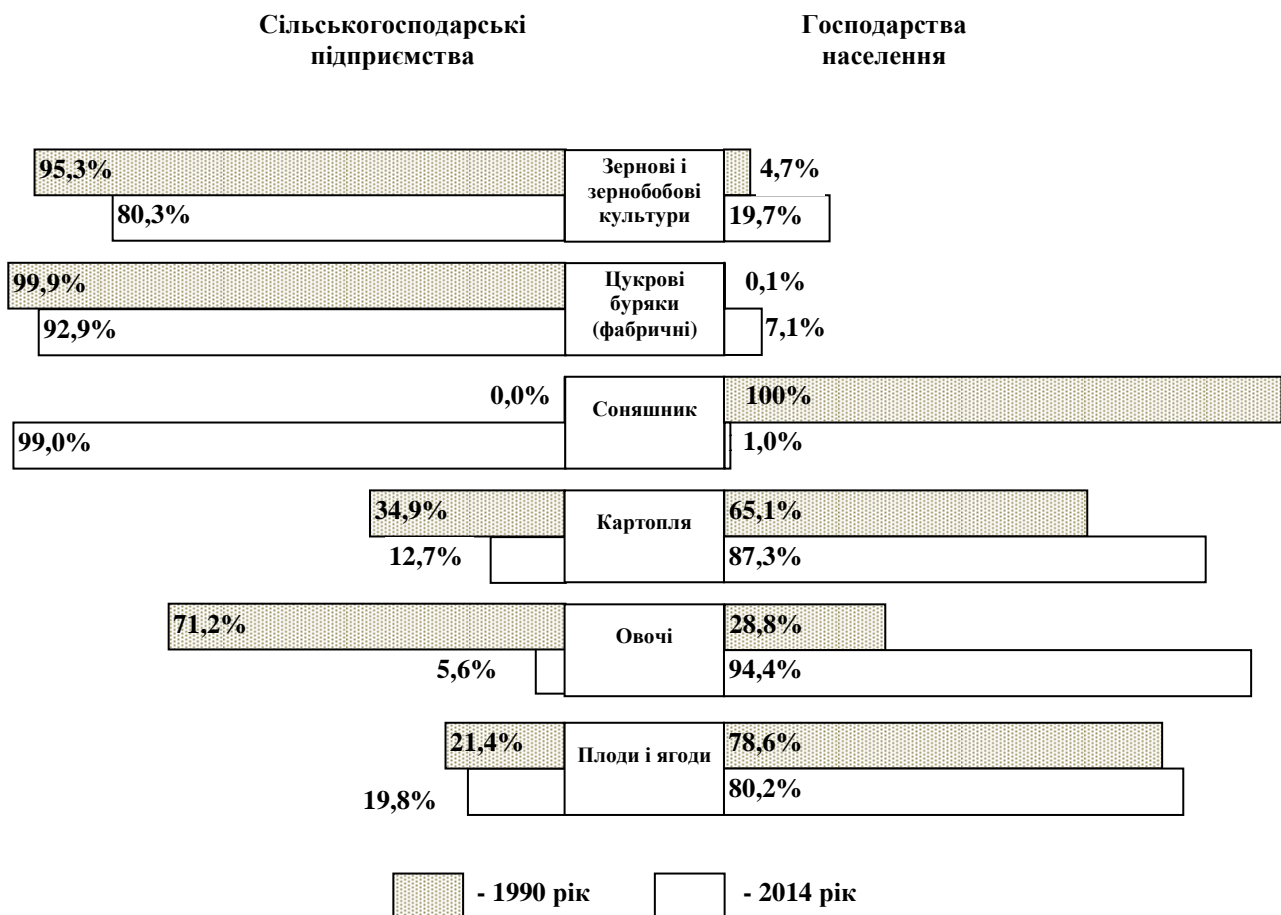 Сільськогосподарські
підприємства
Господарства
населення
95,3%
Зернові і
зернобобові
культури
4,7%
80,3%
19,7%
99,9%
Цукрові
буряки
(фабричні)
0,1%
92,9%
7,1%
0,0%
Соняшник
100%
99,0%
1,0%
34,9%
Картопля
65,1%
12,7%
87,3%
71,2%
Овочі
28,8%
5,6%
94,4%
21,4%
Плоди і ягоди
78,6%
19,8%
80,2%
- 1990 рік
- 2014 рік